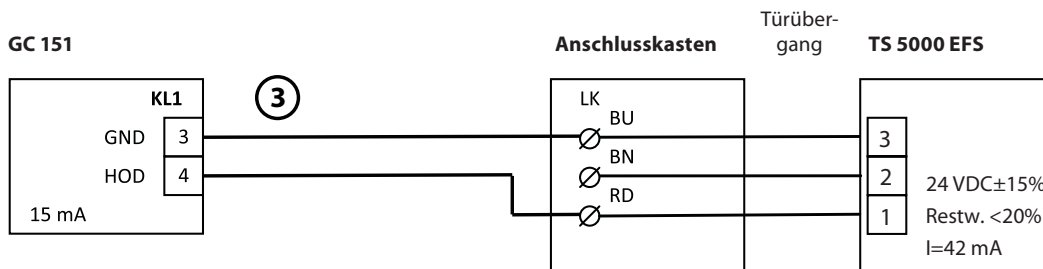 GC 151
KL1
GND 3
HOD 4
15 mA
3
Anschlusskasten
LK
BU
BN
RD
Türüber-
gang
TS 5000 EFS
3
2
1
24 VDC±15%
Restw. <20%
I=42 mA